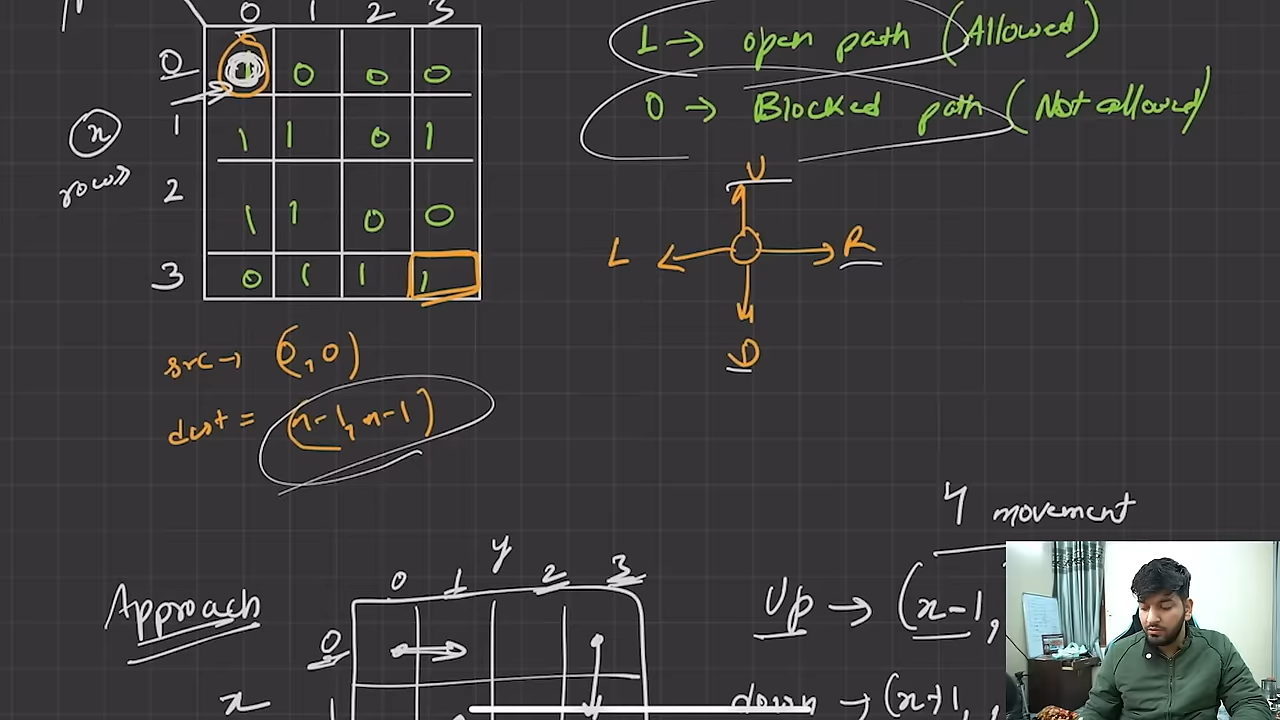 0 1 2 3
0 1 0 0 0
1 1 1 0 1
2 1 1 0 0
3 0 1 1 1
n
rows
1 → open path (Allowed)
0 → Blocked path (Not allowed)
U
L R
D
src → (0,0)
dest = (n-1, n-1)
4 movement
Approach
y
0 1 2 3
0
x 1
Up → (x-1,
down → (x+1,